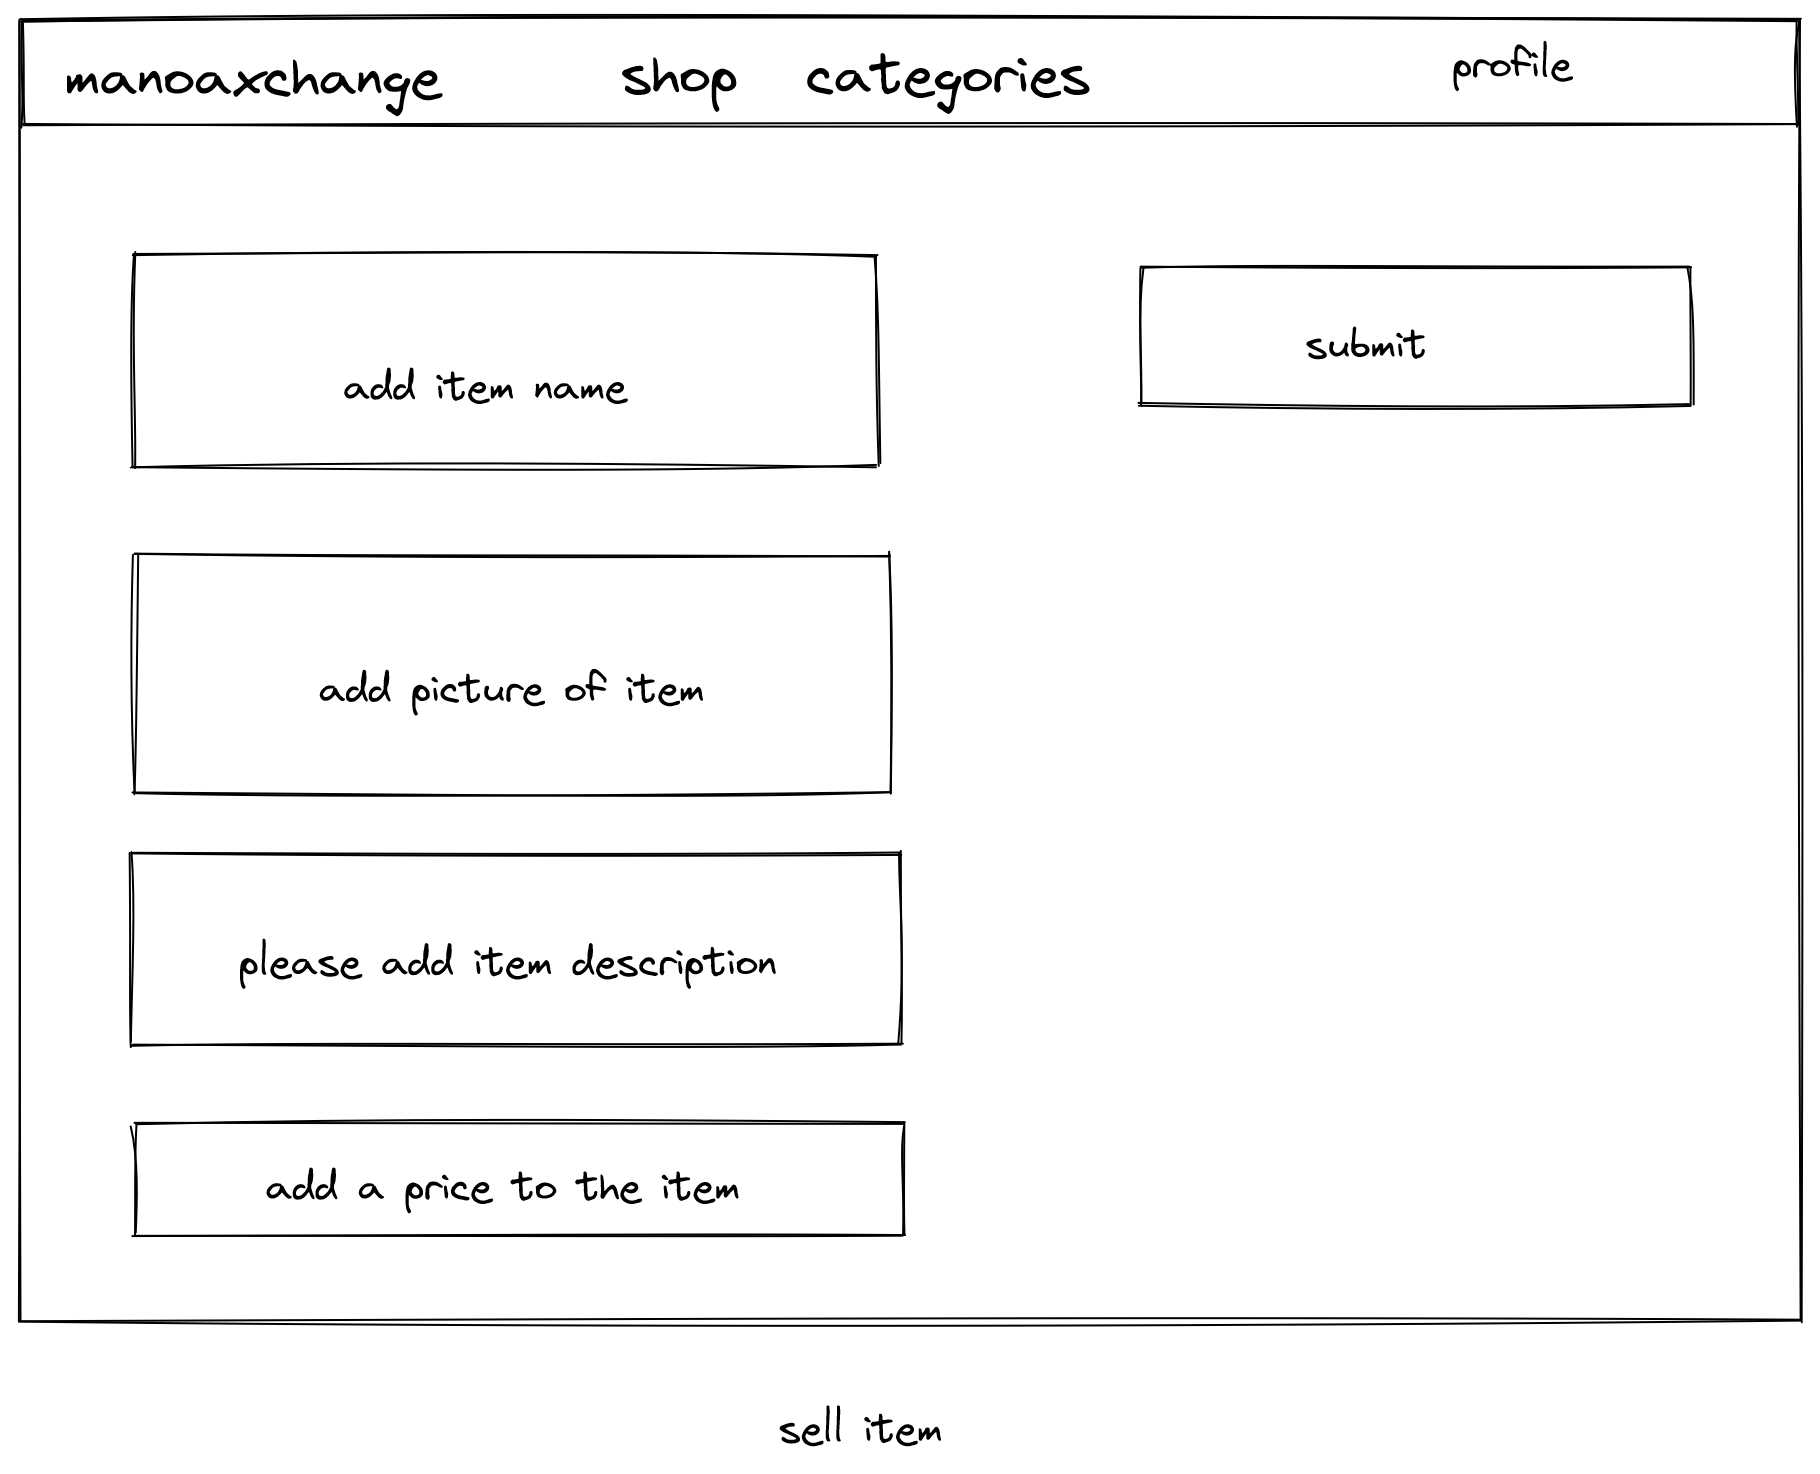 manoaxchange shop categories profile
add item name
submit
add picture of item
please add item description
add a price to the item
sell item